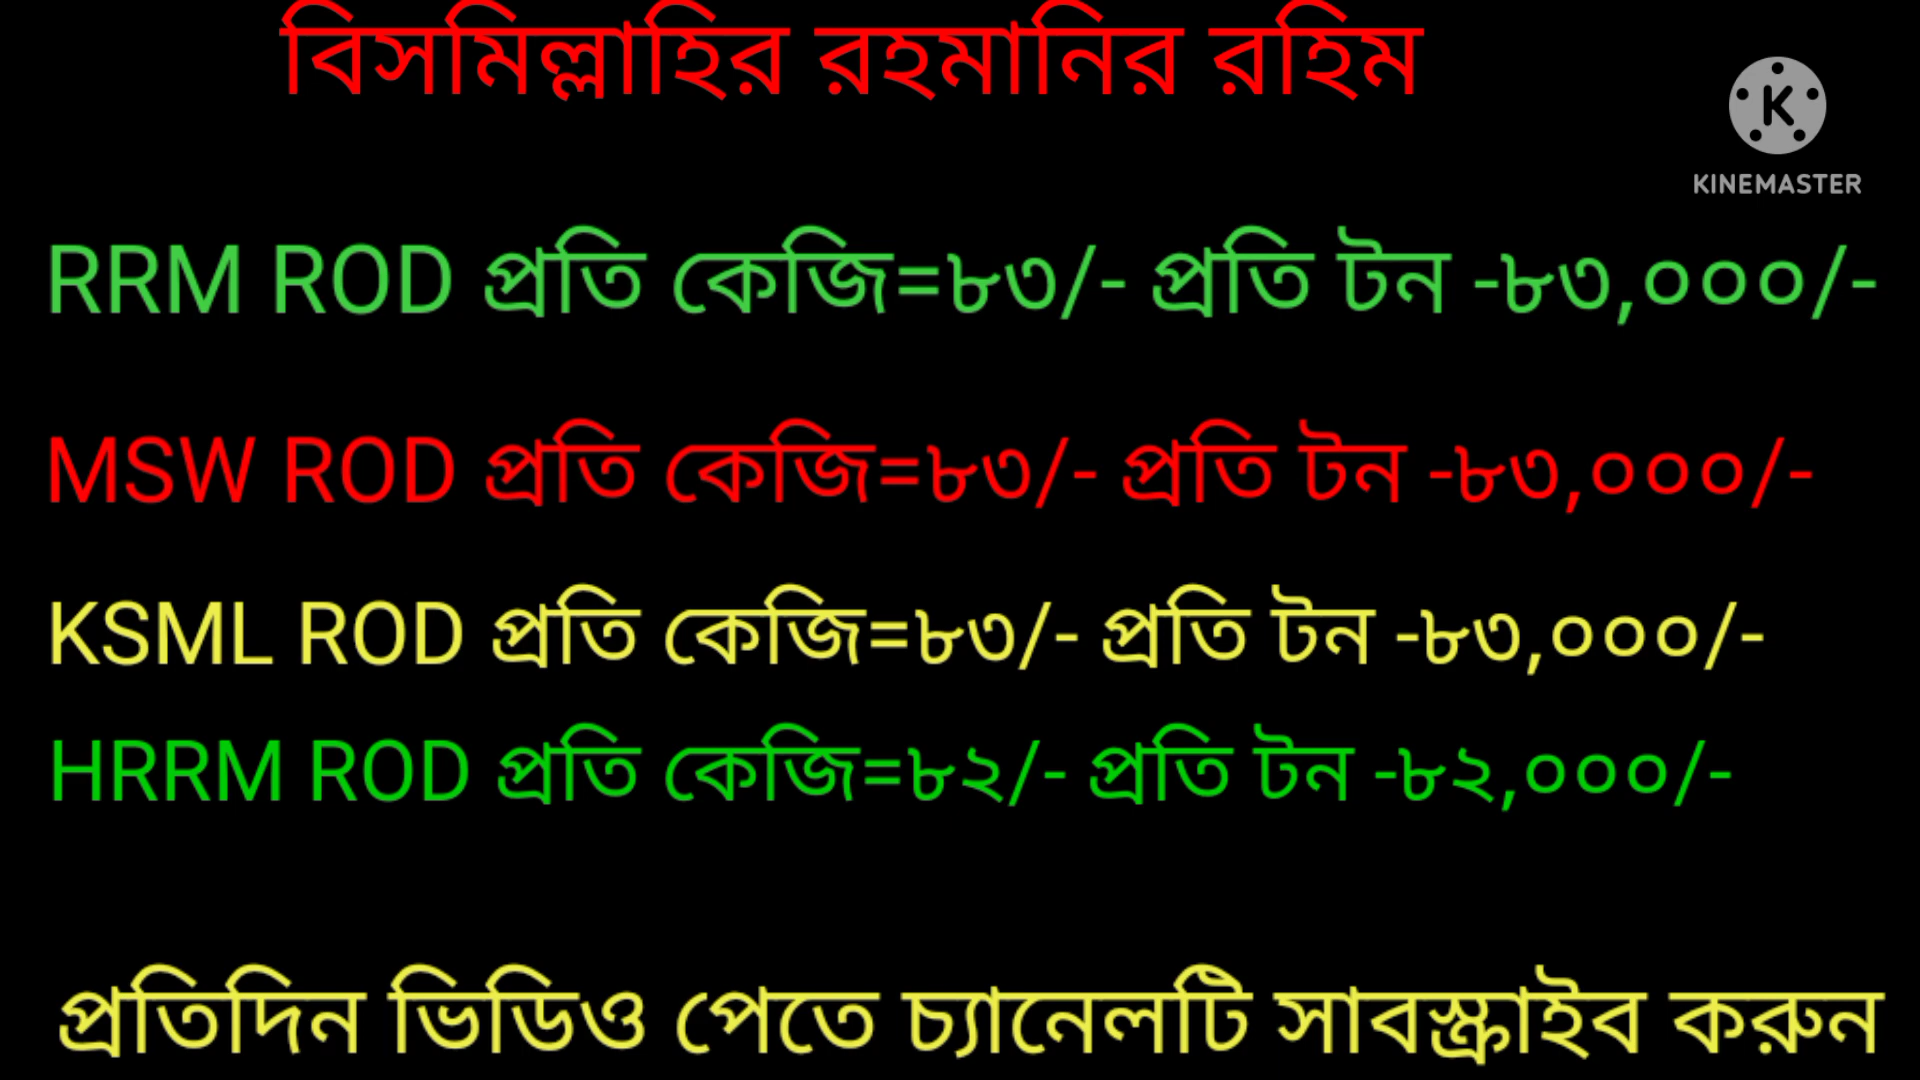 বিসমিল্লাহির রহমানির রহিম
KINEMASTER
RRM ROD প্রতি কেজি=৮৩/- প্রতি টন -৮৩,০০০/-
MSW ROD প্রতি কেজি=৮৩/- প্রতি টন -৮৩,০০০/-
KSML ROD প্রতি কেজি=৮৩/- প্রতি টন -৮৩,০০০/-
HRRM ROD প্রতি কেজি=৮২/- প্রতি টন -৮২,০০০/-
প্রতিদিন ভিডিও পেতে চ্যানেলটি সাবস্ক্রাইব করুন